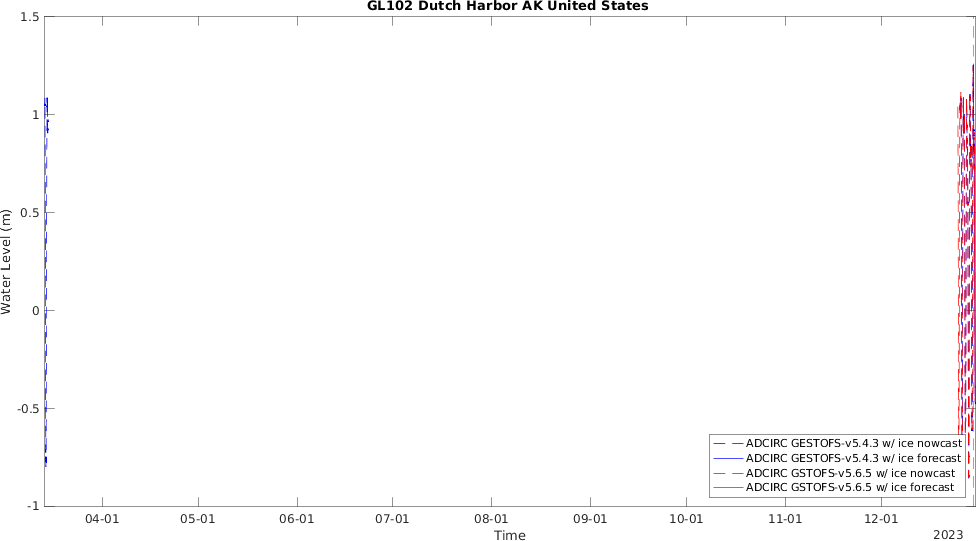 GL102 Dutch Harbor AK United States
1.5
1
0.5
0
-0.5
-1
Water Level (m)
04-01 05-01 06-01 07-01 08-01 09-01 10-01 11-01 12-01
Time
2023
ADCIRC GESTOFS-v5.4.3 w/ ice nowcast
ADCIRC GESTOFS-v5.4.3 w/ ice forecast
ADCIRC GSTOFS-v5.6.5 w/ ice nowcast
ADCIRC GSTOFS-v5.6.5 w/ ice forecast